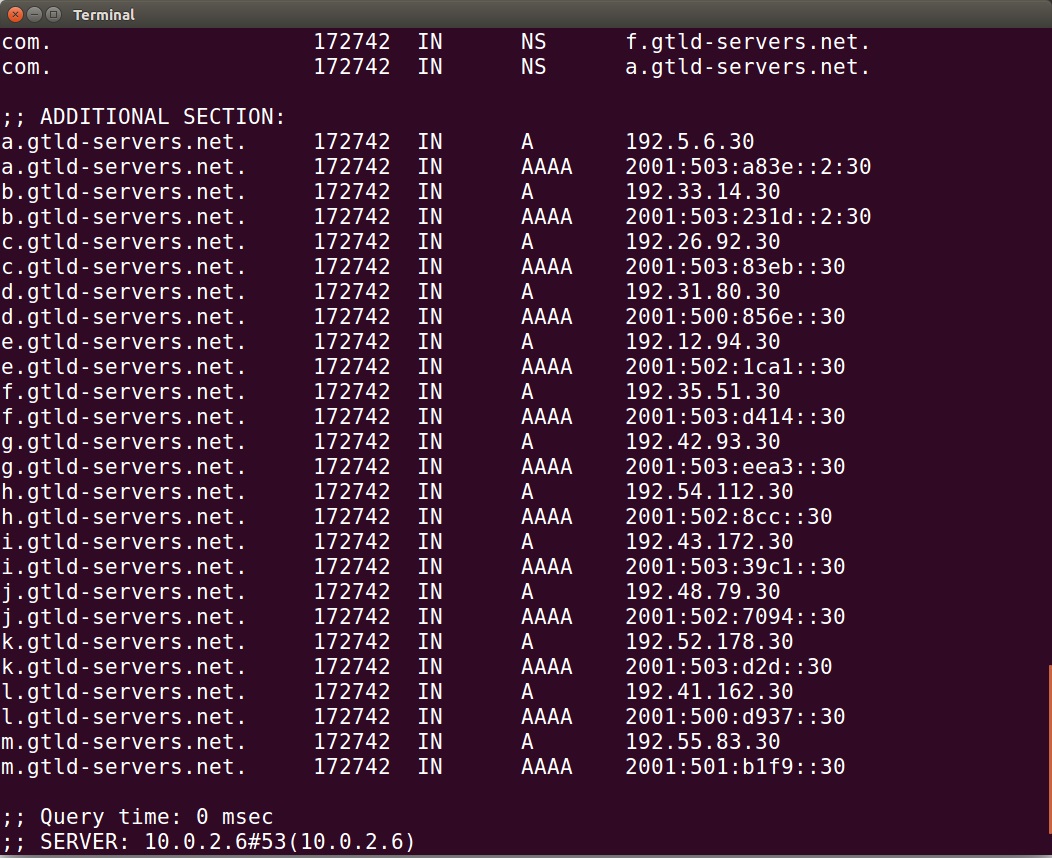 Terminal
com. 172742 IN NS f.gtld-servers.net.
com. 172742 IN NS a.gtld-servers.net.
;; ADDITIONAL SECTION:
a.gtld-servers.net. 172742 IN A 192.5.6.30
a.gtld-servers.net. 172742 IN AAAA 2001:503:a83e::2:30
b.gtld-servers.net. 172742 IN A 192.33.14.30
b.gtld-servers.net. 172742 IN AAAA 2001:503:231d::2:30
c.gtld-servers.net. 172742 IN A 192.26.92.30
c.gtld-servers.net. 172742 IN AAAA 2001:503:83eb::30
d.gtld-servers.net. 172742 IN A 192.31.80.30
d.gtld-servers.net. 172742 IN AAAA 2001:500:856e::30
e.gtld-servers.net. 172742 IN A 192.12.94.30
e.gtld-servers.net. 172742 IN AAAA 2001:502:1ca1::30
f.gtld-servers.net. 172742 IN A 192.35.51.30
f.gtld-servers.net. 172742 IN AAAA 2001:503:d414::30
g.gtld-servers.net. 172742 IN A 192.42.93.30
g.gtld-servers.net. 172742 IN AAAA 2001:503:eea3::30
h.gtld-servers.net. 172742 IN A 192.54.112.30
h.gtld-servers.net. 172742 IN AAAA 2001:502:8cc::30
i.gtld-servers.net. 172742 IN A 192.43.172.30
i.gtld-servers.net. 172742 IN AAAA 2001:503:39c1::30
j.gtld-servers.net. 172742 IN A 192.48.79.30
j.gtld-servers.net. 172742 IN AAAA 2001:502:7094::30
k.gtld-servers.net. 172742 IN A 192.52.178.30
k.gtld-servers.net. 172742 IN AAAA 2001:503:d2d::30
l.gtld-servers.net. 172742 IN A 192.41.162.30
l.gtld-servers.net. 172742 IN AAAA 2001:500:d937::30
m.gtld-servers.net. 172742 IN A 192.55.83.30
m.gtld-servers.net. 172742 IN AAAA 2001:501:b1f9::30
;; Query time: 0 msec
;; SERVER: 10.0.2.6#53(10.0.2.6)